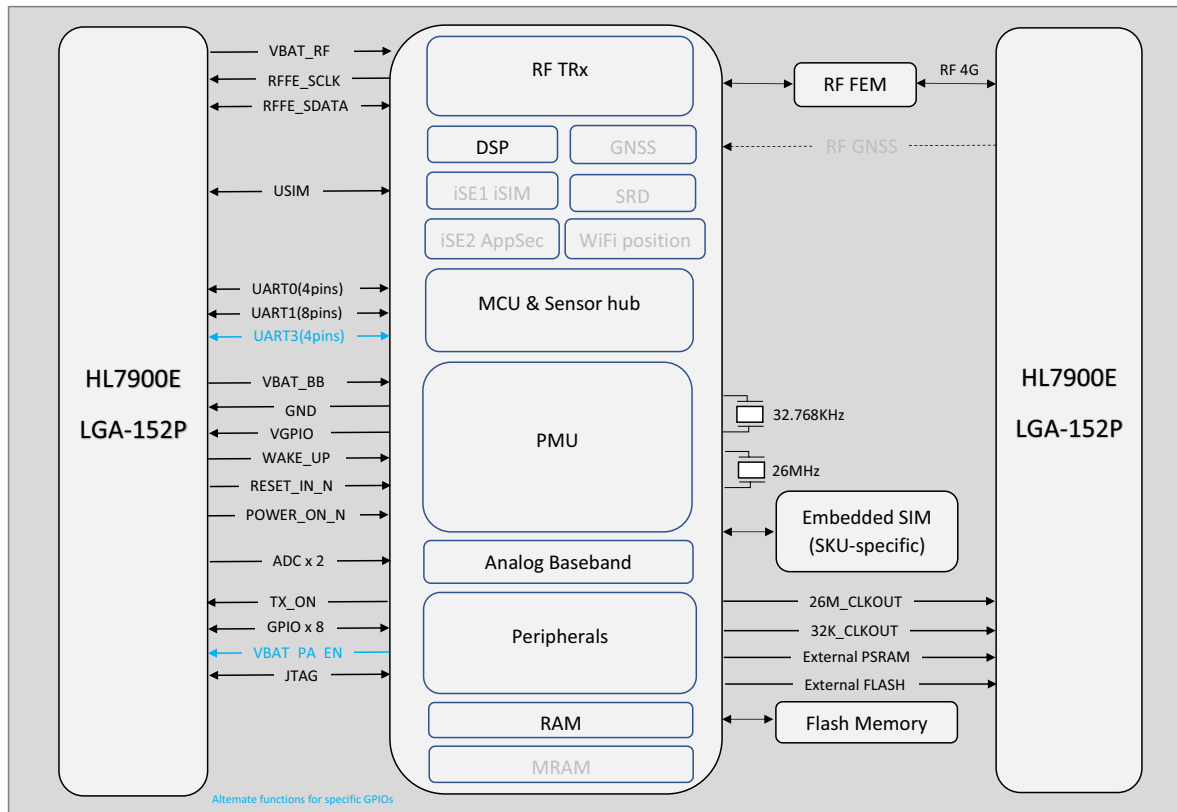 VBAT_RF
RFFE_SCLK
RFFE_SDATA
USIM
UART0(4pins)
UART1(8pins)
UART3(4pins)
HL7900E
LGA-152P
VBAT_BB
GND
VGPIO
WAKE_UP
RESET_IN_N
POWER_ON_N
ADC x 2
TX_ON
GPIO x 8
VBAT_PA_EN
JTAG
Alternate functions for specific GPIOs
RF TRx
DSP
GNSS
iSE1 iSIM
SRD
iSE2 AppSec
WiFi position
MCU & Sensor hub
PMU
Analog Baseband
Peripherals
RAM
MRAM
RF FEM
RF 4G
RF GNSS
32.768KHz
26MHz
Embedded SIM
(SKU-specific)
26M_CLKOUT
32K_CLKOUT
External PSRAM
External FLASH
Flash Memory
HL7900E
LGA-152P